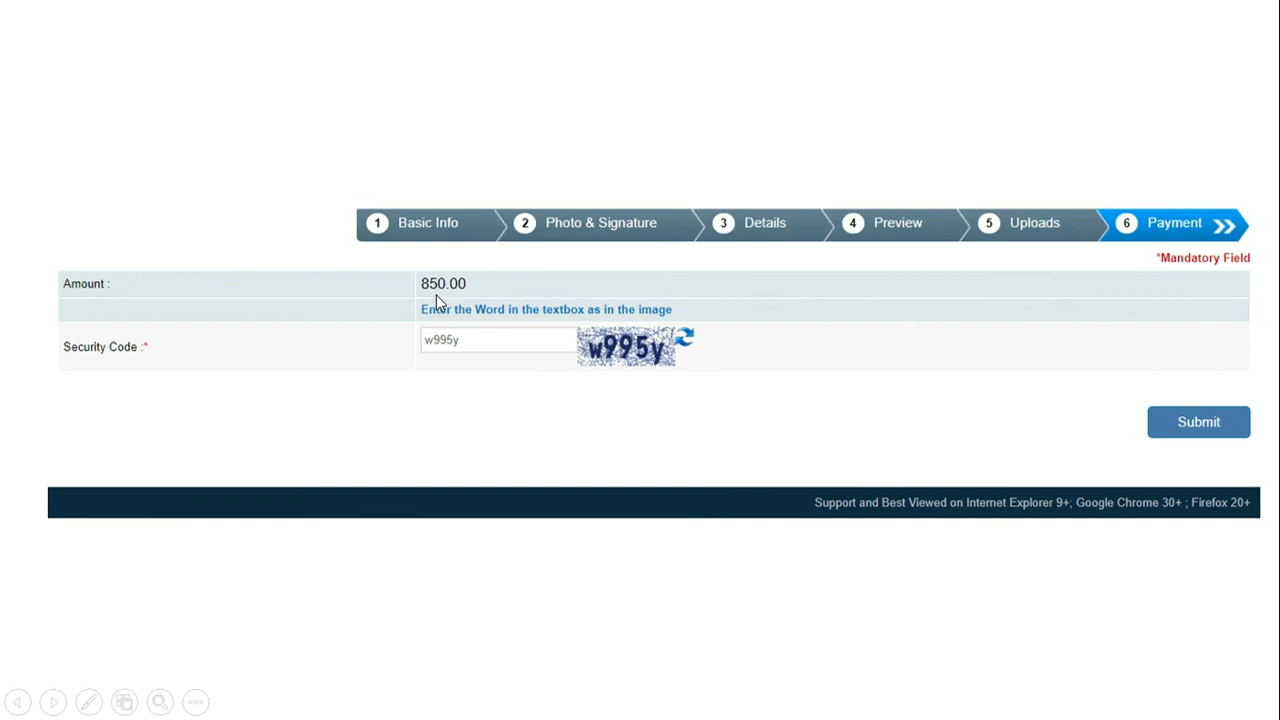 1 Basic Info 2 Photo & Signature 3 Details 4 Preview 5 Uploads 6 Payment
*Mandatory Field
Amount : 850.00
Enter the Word in the textbox as in the image
Security Code :* w995y w995y
Submit
Support and Best Viewed on Internet Explorer 9+; Google Chrome 30+ ; Firefox 20+